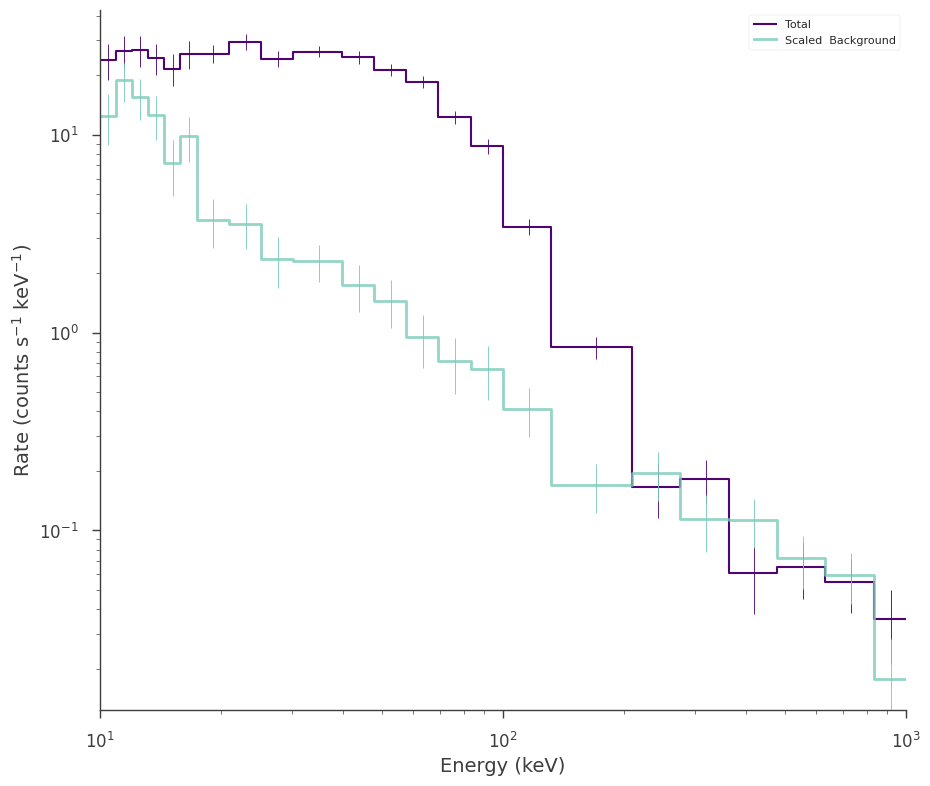 Total
Scaled  Background
10¹
10⁰
10⁻¹
Rate (counts s⁻¹ keV⁻¹)
10¹
10²
10³
Energy (keV)